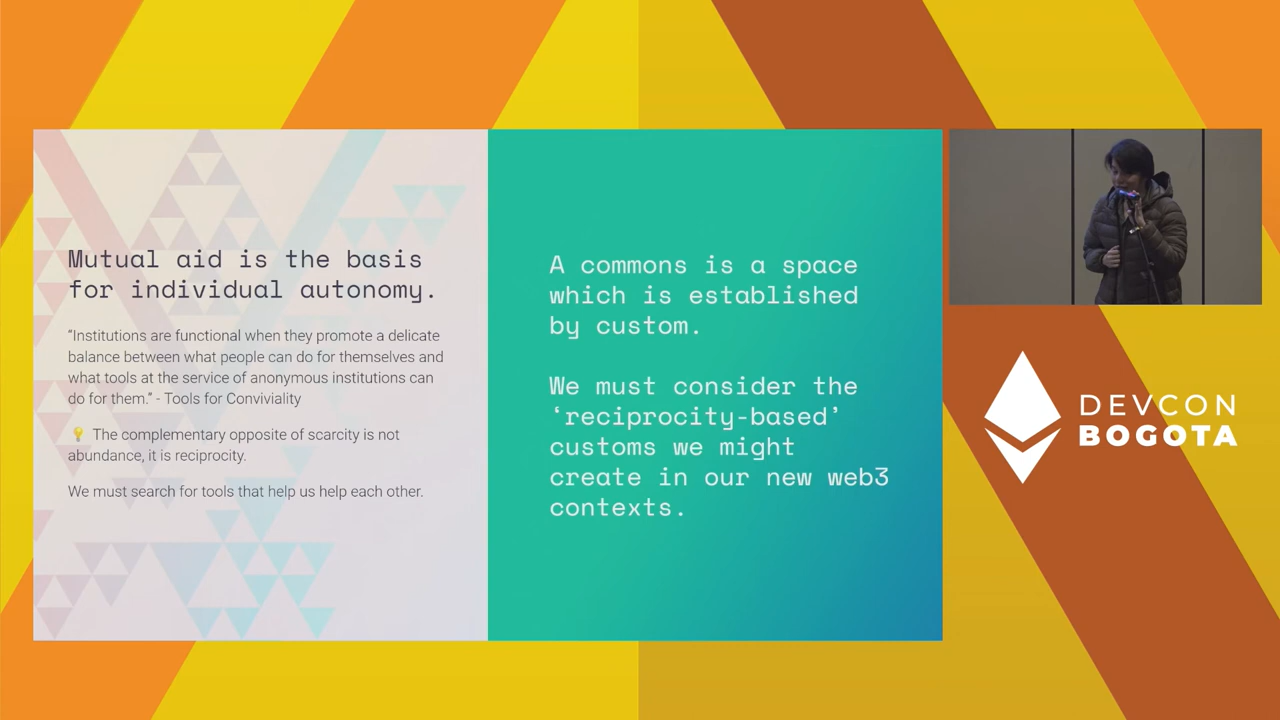 Mutual aid is the basis
for individual autonomy.
“Institutions are functional when they promote a delicate
balance between what people can do for themselves and
what tools at the service of anonymous institutions can
do for them.” - Tools for Conviviality
💡 The complementary opposite of scarcity is not
abundance, it is reciprocity.
We must search for tools that help us help each other.
A commons is a space
which is established
by custom.
We must consider the
‘reciprocity-based’
customs we might
create in our new web3
contexts.
DEVCON
BOGOTA